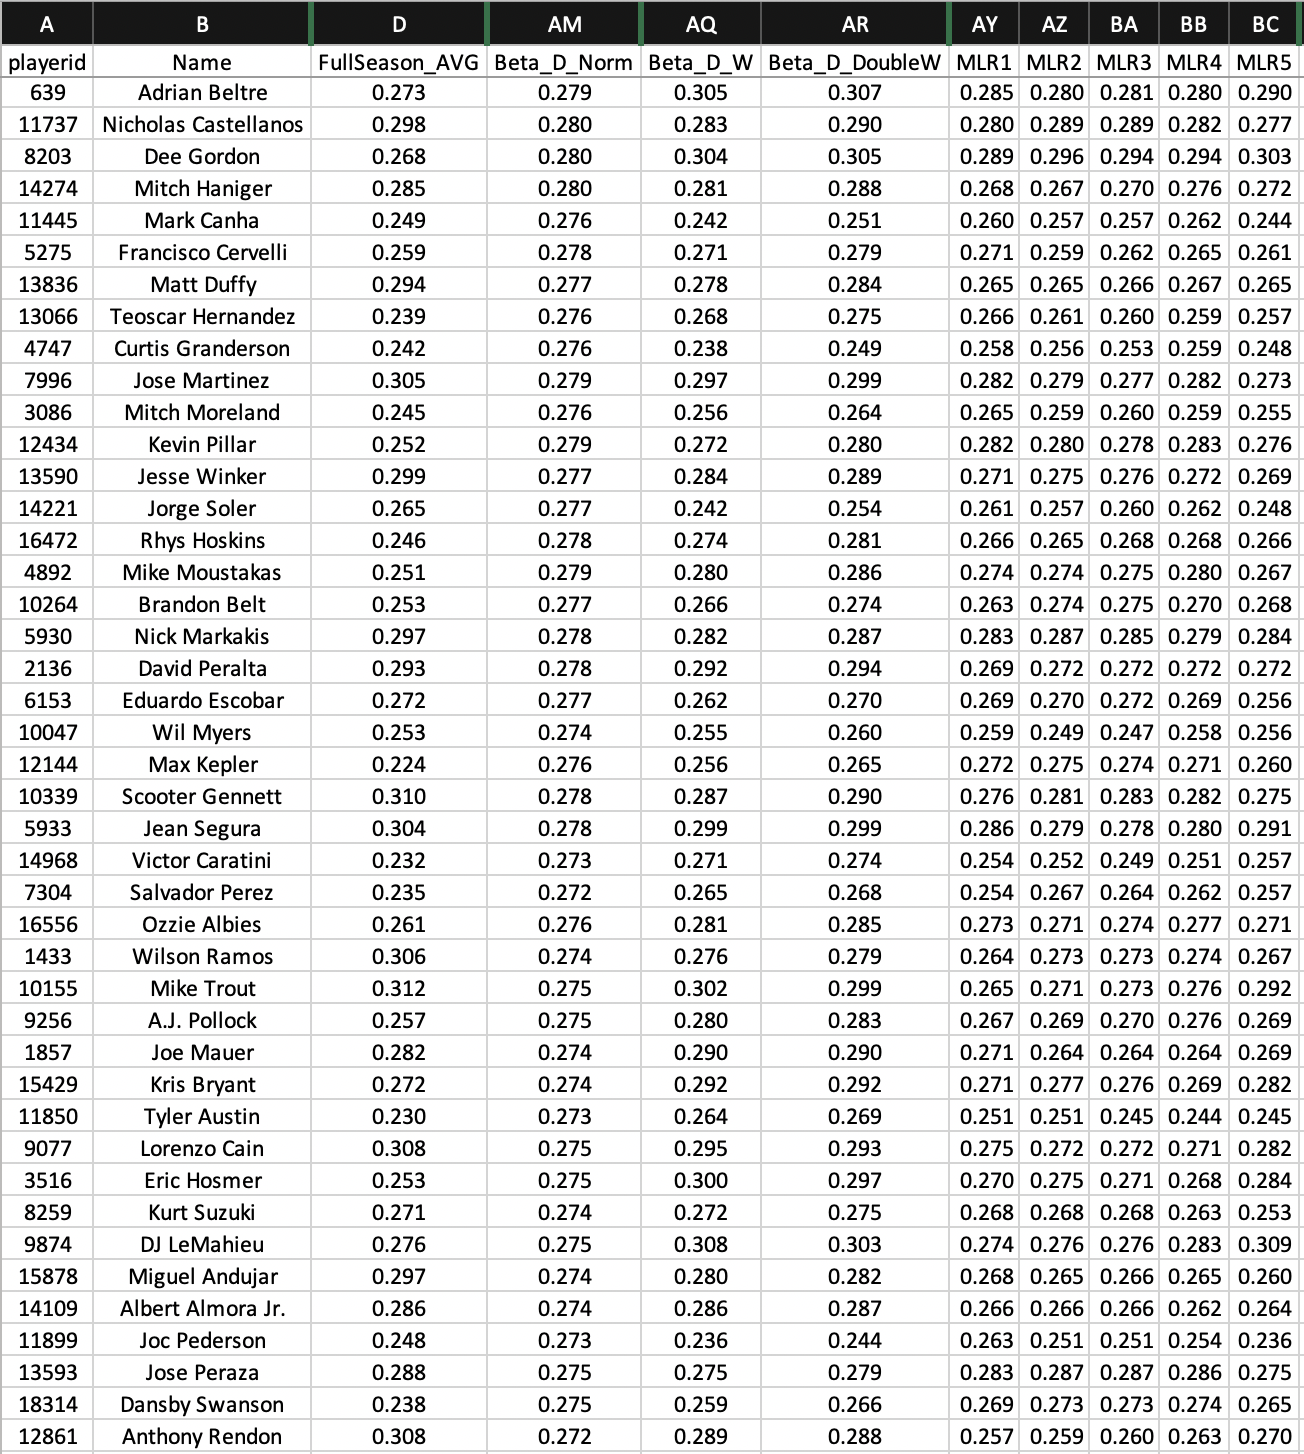 A B D AM AQ AR AY AZ BA BB BC
playerid Name FullSeason_AVG Beta_D_Norm Beta_D_W Beta_D_DoubleW MLR1 MLR2 MLR3 MLR4 MLR5
639 Adrian Beltre 0.273 0.279 0.305 0.307 0.285 0.280 0.281 0.280 0.290
11737 Nicholas Castellanos 0.298 0.280 0.283 0.290 0.280 0.289 0.289 0.282 0.277
8203 Dee Gordon 0.268 0.280 0.304 0.305 0.289 0.296 0.294 0.294 0.303
14274 Mitch Haniger 0.285 0.280 0.281 0.288 0.268 0.267 0.270 0.276 0.272
11445 Mark Canha 0.249 0.276 0.242 0.251 0.260 0.257 0.257 0.262 0.244
5275 Francisco Cervelli 0.259 0.278 0.271 0.279 0.271 0.259 0.262 0.265 0.261
13836 Matt Duffy 0.294 0.277 0.278 0.284 0.265 0.265 0.266 0.267 0.265
13066 Teoscar Hernandez 0.239 0.276 0.268 0.275 0.266 0.261 0.260 0.259 0.257
4747 Curtis Granderson 0.242 0.276 0.238 0.249 0.258 0.256 0.253 0.259 0.248
7996 Jose Martinez 0.305 0.279 0.297 0.299 0.282 0.279 0.277 0.282 0.273
3086 Mitch Moreland 0.245 0.276 0.256 0.264 0.265 0.259 0.260 0.259 0.255
12434 Kevin Pillar 0.252 0.279 0.272 0.280 0.282 0.280 0.278 0.283 0.276
13590 Jesse Winker 0.299 0.277 0.284 0.289 0.271 0.275 0.276 0.272 0.269
14221 Jorge Soler 0.265 0.277 0.242 0.254 0.261 0.257 0.260 0.262 0.248
16472 Rhys Hoskins 0.246 0.278 0.274 0.281 0.266 0.265 0.268 0.268 0.266
4892 Mike Moustakas 0.251 0.279 0.280 0.286 0.274 0.274 0.275 0.280 0.267
10264 Brandon Belt 0.253 0.277 0.266 0.274 0.263 0.274 0.275 0.270 0.268
5930 Nick Markakis 0.297 0.278 0.282 0.287 0.283 0.287 0.285 0.279 0.284
2136 David Peralta 0.293 0.278 0.292 0.294 0.269 0.272 0.272 0.272 0.272
6153 Eduardo Escobar 0.272 0.277 0.262 0.270 0.269 0.270 0.272 0.269 0.256
10047 Wil Myers 0.253 0.274 0.255 0.260 0.259 0.249 0.247 0.258 0.256
12144 Max Kepler 0.224 0.276 0.256 0.265 0.272 0.275 0.274 0.271 0.260
10339 Scooter Gennett 0.310 0.278 0.287 0.290 0.276 0.281 0.283 0.282 0.275
5933 Jean Segura 0.304 0.278 0.299 0.299 0.286 0.279 0.278 0.280 0.291
14968 Victor Caratini 0.232 0.273 0.271 0.274 0.254 0.252 0.249 0.251 0.257
7304 Salvador Perez 0.235 0.272 0.265 0.268 0.254 0.267 0.264 0.262 0.257
16556 Ozzie Albies 0.261 0.276 0.281 0.285 0.273 0.271 0.274 0.277 0.271
1433 Wilson Ramos 0.306 0.274 0.276 0.279 0.264 0.273 0.273 0.274 0.267
10155 Mike Trout 0.312 0.275 0.302 0.299 0.265 0.271 0.273 0.276 0.292
9256 A.J. Pollock 0.257 0.275 0.280 0.283 0.267 0.269 0.270 0.276 0.269
1857 Joe Mauer 0.282 0.274 0.290 0.290 0.271 0.264 0.264 0.264 0.269
15429 Kris Bryant 0.272 0.274 0.292 0.292 0.271 0.277 0.276 0.269 0.282
11850 Tyler Austin 0.230 0.273 0.264 0.269 0.251 0.251 0.245 0.244 0.245
9077 Lorenzo Cain 0.308 0.275 0.295 0.293 0.275 0.272 0.272 0.271 0.282
3516 Eric Hosmer 0.253 0.275 0.300 0.297 0.270 0.275 0.271 0.268 0.284
8259 Kurt Suzuki 0.271 0.274 0.272 0.275 0.268 0.268 0.268 0.263 0.253
9874 DJ LeMahieu 0.276 0.275 0.308 0.303 0.274 0.276 0.276 0.283 0.309
15878 Miguel Andujar 0.297 0.274 0.280 0.282 0.268 0.265 0.266 0.265 0.260
14109 Albert Almora Jr. 0.286 0.274 0.286 0.287 0.266 0.266 0.266 0.262 0.264
11899 Joc Pederson 0.248 0.273 0.236 0.244 0.263 0.251 0.251 0.254 0.236
13593 Jose Peraza 0.288 0.275 0.275 0.279 0.283 0.287 0.287 0.286 0.275
18314 Dansby Swanson 0.238 0.275 0.259 0.266 0.269 0.273 0.273 0.274 0.265
12861 Anthony Rendon 0.308 0.272 0.289 0.288 0.257 0.259 0.260 0.263 0.270